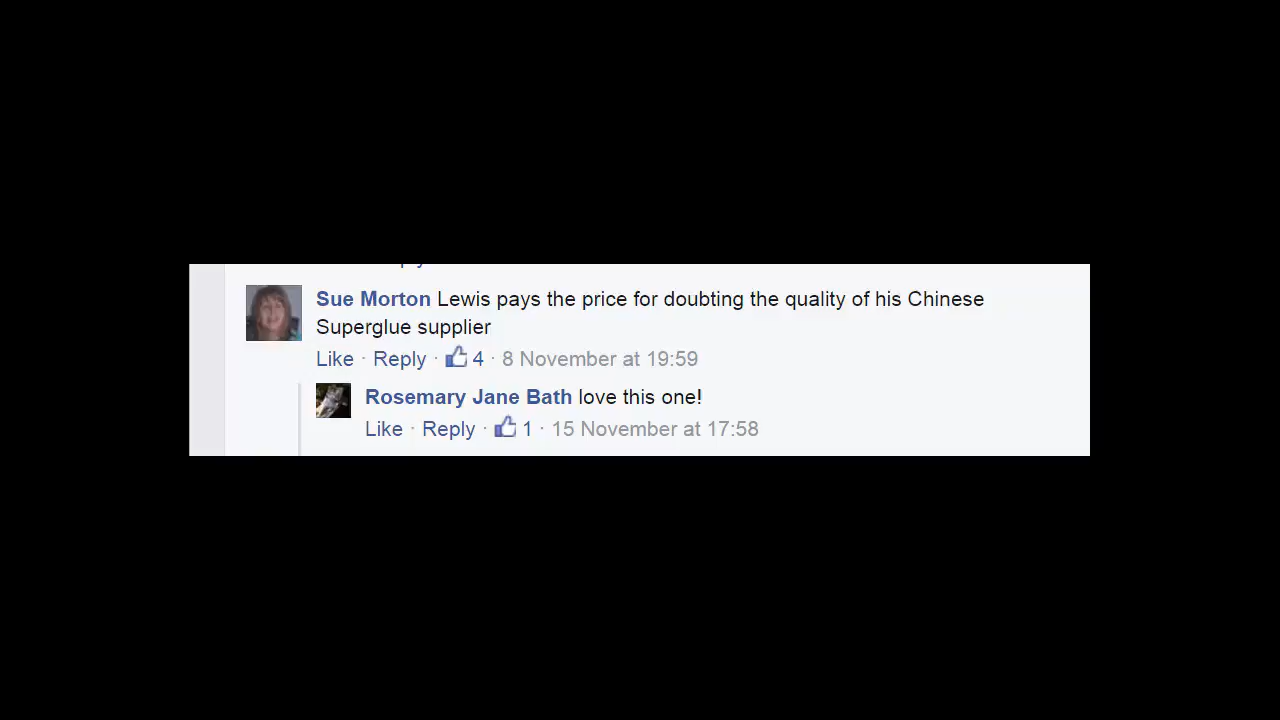 Sue Morton Lewis pays the price for doubting the quality of his Chinese
Superglue supplier
Like · Reply · 4 · 8 November at 19:59
Rosemary Jane Bath love this one!
Like · Reply · 1 · 15 November at 17:58